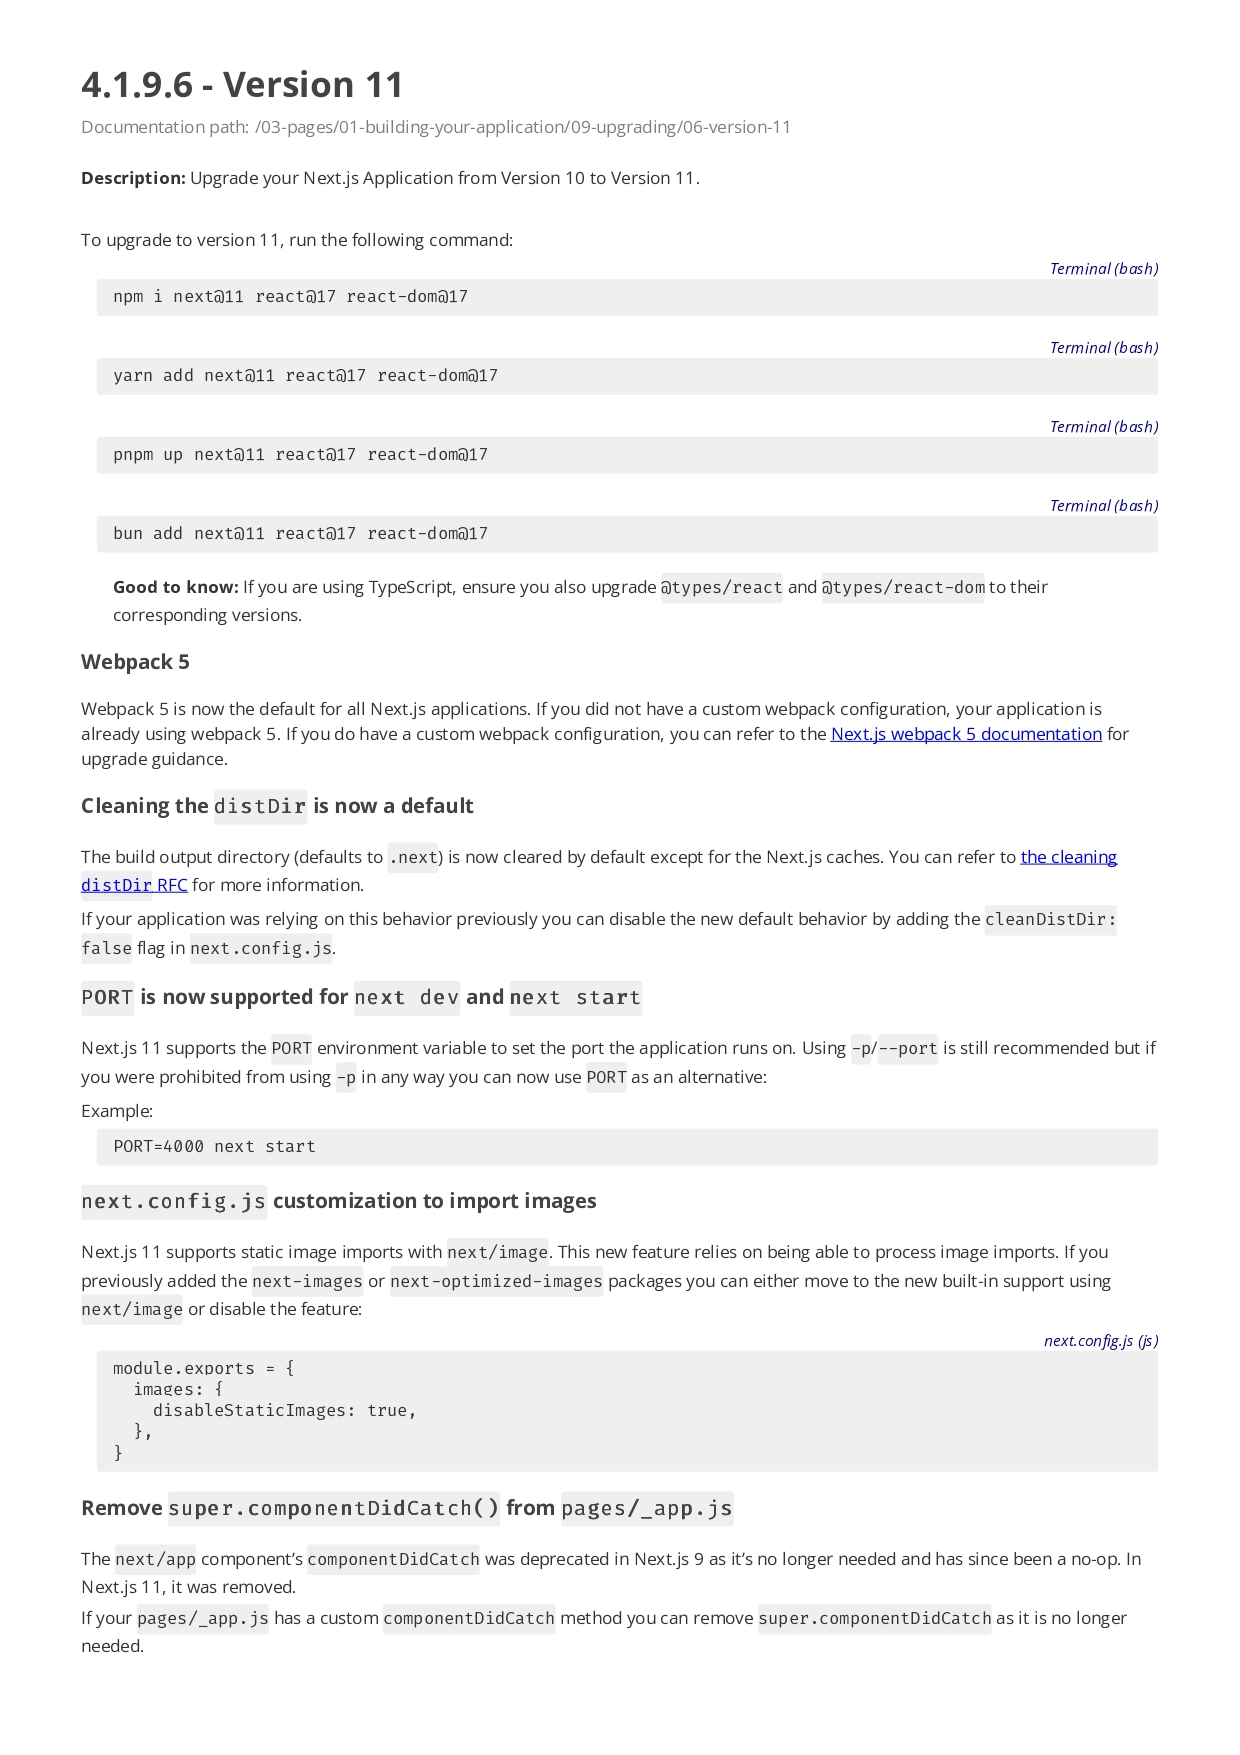 4.1.9.6 - Version 11
Documentation path: /03-pages/01-building-your-application/09-upgrading/06-version-11
Description: Upgrade your Next.js Application from Version 10 to Version 11.
To upgrade to version 11, run the following command:
Terminal (bash)
npm i next@11 react@17 react-dom@17
Terminal (bash)
yarn add next@11 react@17 react-dom@17
Terminal (bash)
pnpm up next@11 react@17 react-dom@17
Terminal (bash)
bun add next@11 react@17 react-dom@17
Good to know: If you are using TypeScript, ensure you also upgrade @types/react and @types/react-dom to their
corresponding versions.
Webpack 5
Webpack 5 is now the default for all Next.js applications. If you did not have a custom webpack configuration, your application is
already using webpack 5. If you do have a custom webpack configuration, you can refer to the Next.js webpack 5 documentation for
upgrade guidance.
Cleaning the distDir is now a default
The build output directory (defaults to .next) is now cleared by default except for the Next.js caches. You can refer to the cleaning
distDir RFC for more information.
If your application was relying on this behavior previously you can disable the new default behavior by adding the cleanDistDir:
false flag in next.config.js.
PORT is now supported for next dev and next start
Next.js 11 supports the PORT environment variable to set the port the application runs on. Using -p/--port is still recommended but if
you were prohibited from using -p in any way you can now use PORT as an alternative:
Example:
PORT=4000 next start
next.config.js customization to import images
Next.js 11 supports static image imports with next/image. This new feature relies on being able to process image imports. If you
previously added the next-images or next-optimized-images packages you can either move to the new built-in support using
next/image or disable the feature:
next.config.js (js)
module.exports = {
  images: {
    disableStaticImages: true,
  },
}
Remove super.componentDidCatch() from pages/_app.js
The next/app component’s componentDidCatch was deprecated in Next.js 9 as it’s no longer needed and has since been a no-op. In
Next.js 11, it was removed.
If your pages/_app.js has a custom componentDidCatch method you can remove super.componentDidCatch as it is no longer
needed.